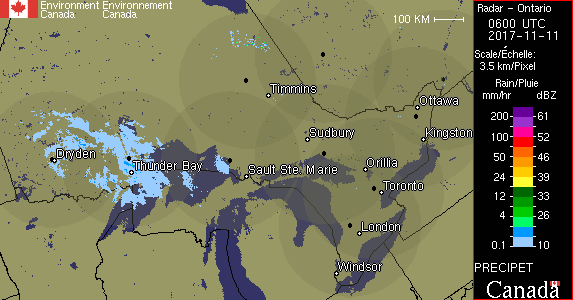 Environment Environnement
Canada Canada
100 KM
Timmins
Ottawa
Sudbury
Kingston
Dryden
Thunder Bay
Sault Ste. Marie
Orillia
Toronto
London
Windsor
Radar – Ontario
0600 UTC
2017-11-11
Scale/Échelle:
3.5 km/Pixel
Rain/Pluie
mm/hr dBZ
200 61
100 52
50 46
24 39
12 33
4 26
0.1 10
PRECIPET
Canada